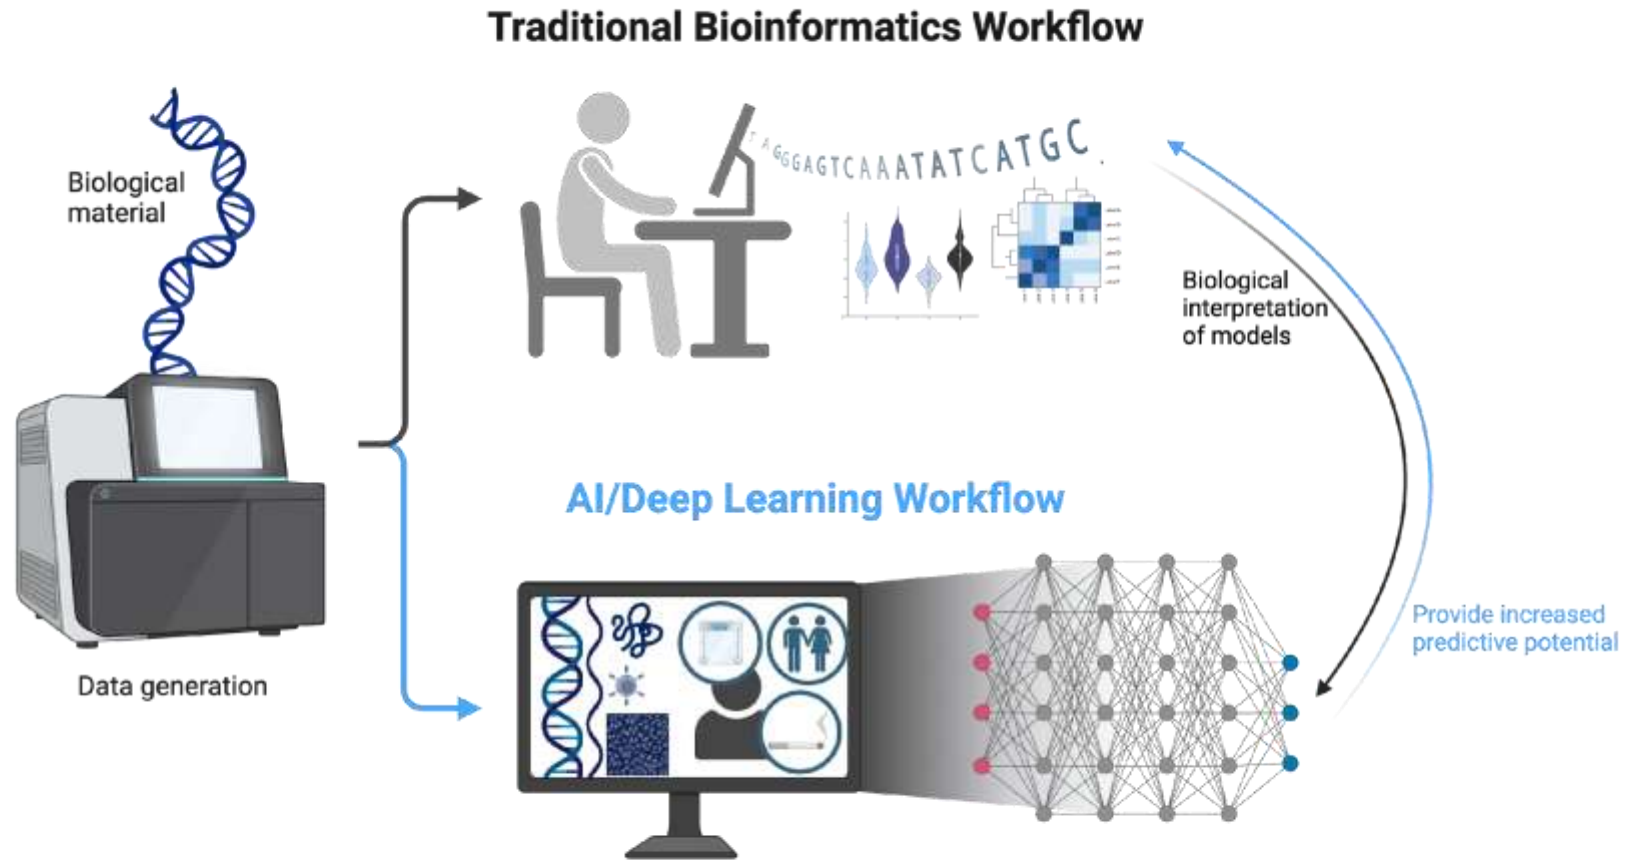 Traditional Bioinformatics Workflow
Biological
material
TAGGGAGTCAAATATCATGC
Biological
interpretation
of models
AI/Deep Learning Workflow
Provide increased
predictive potential
Data generation